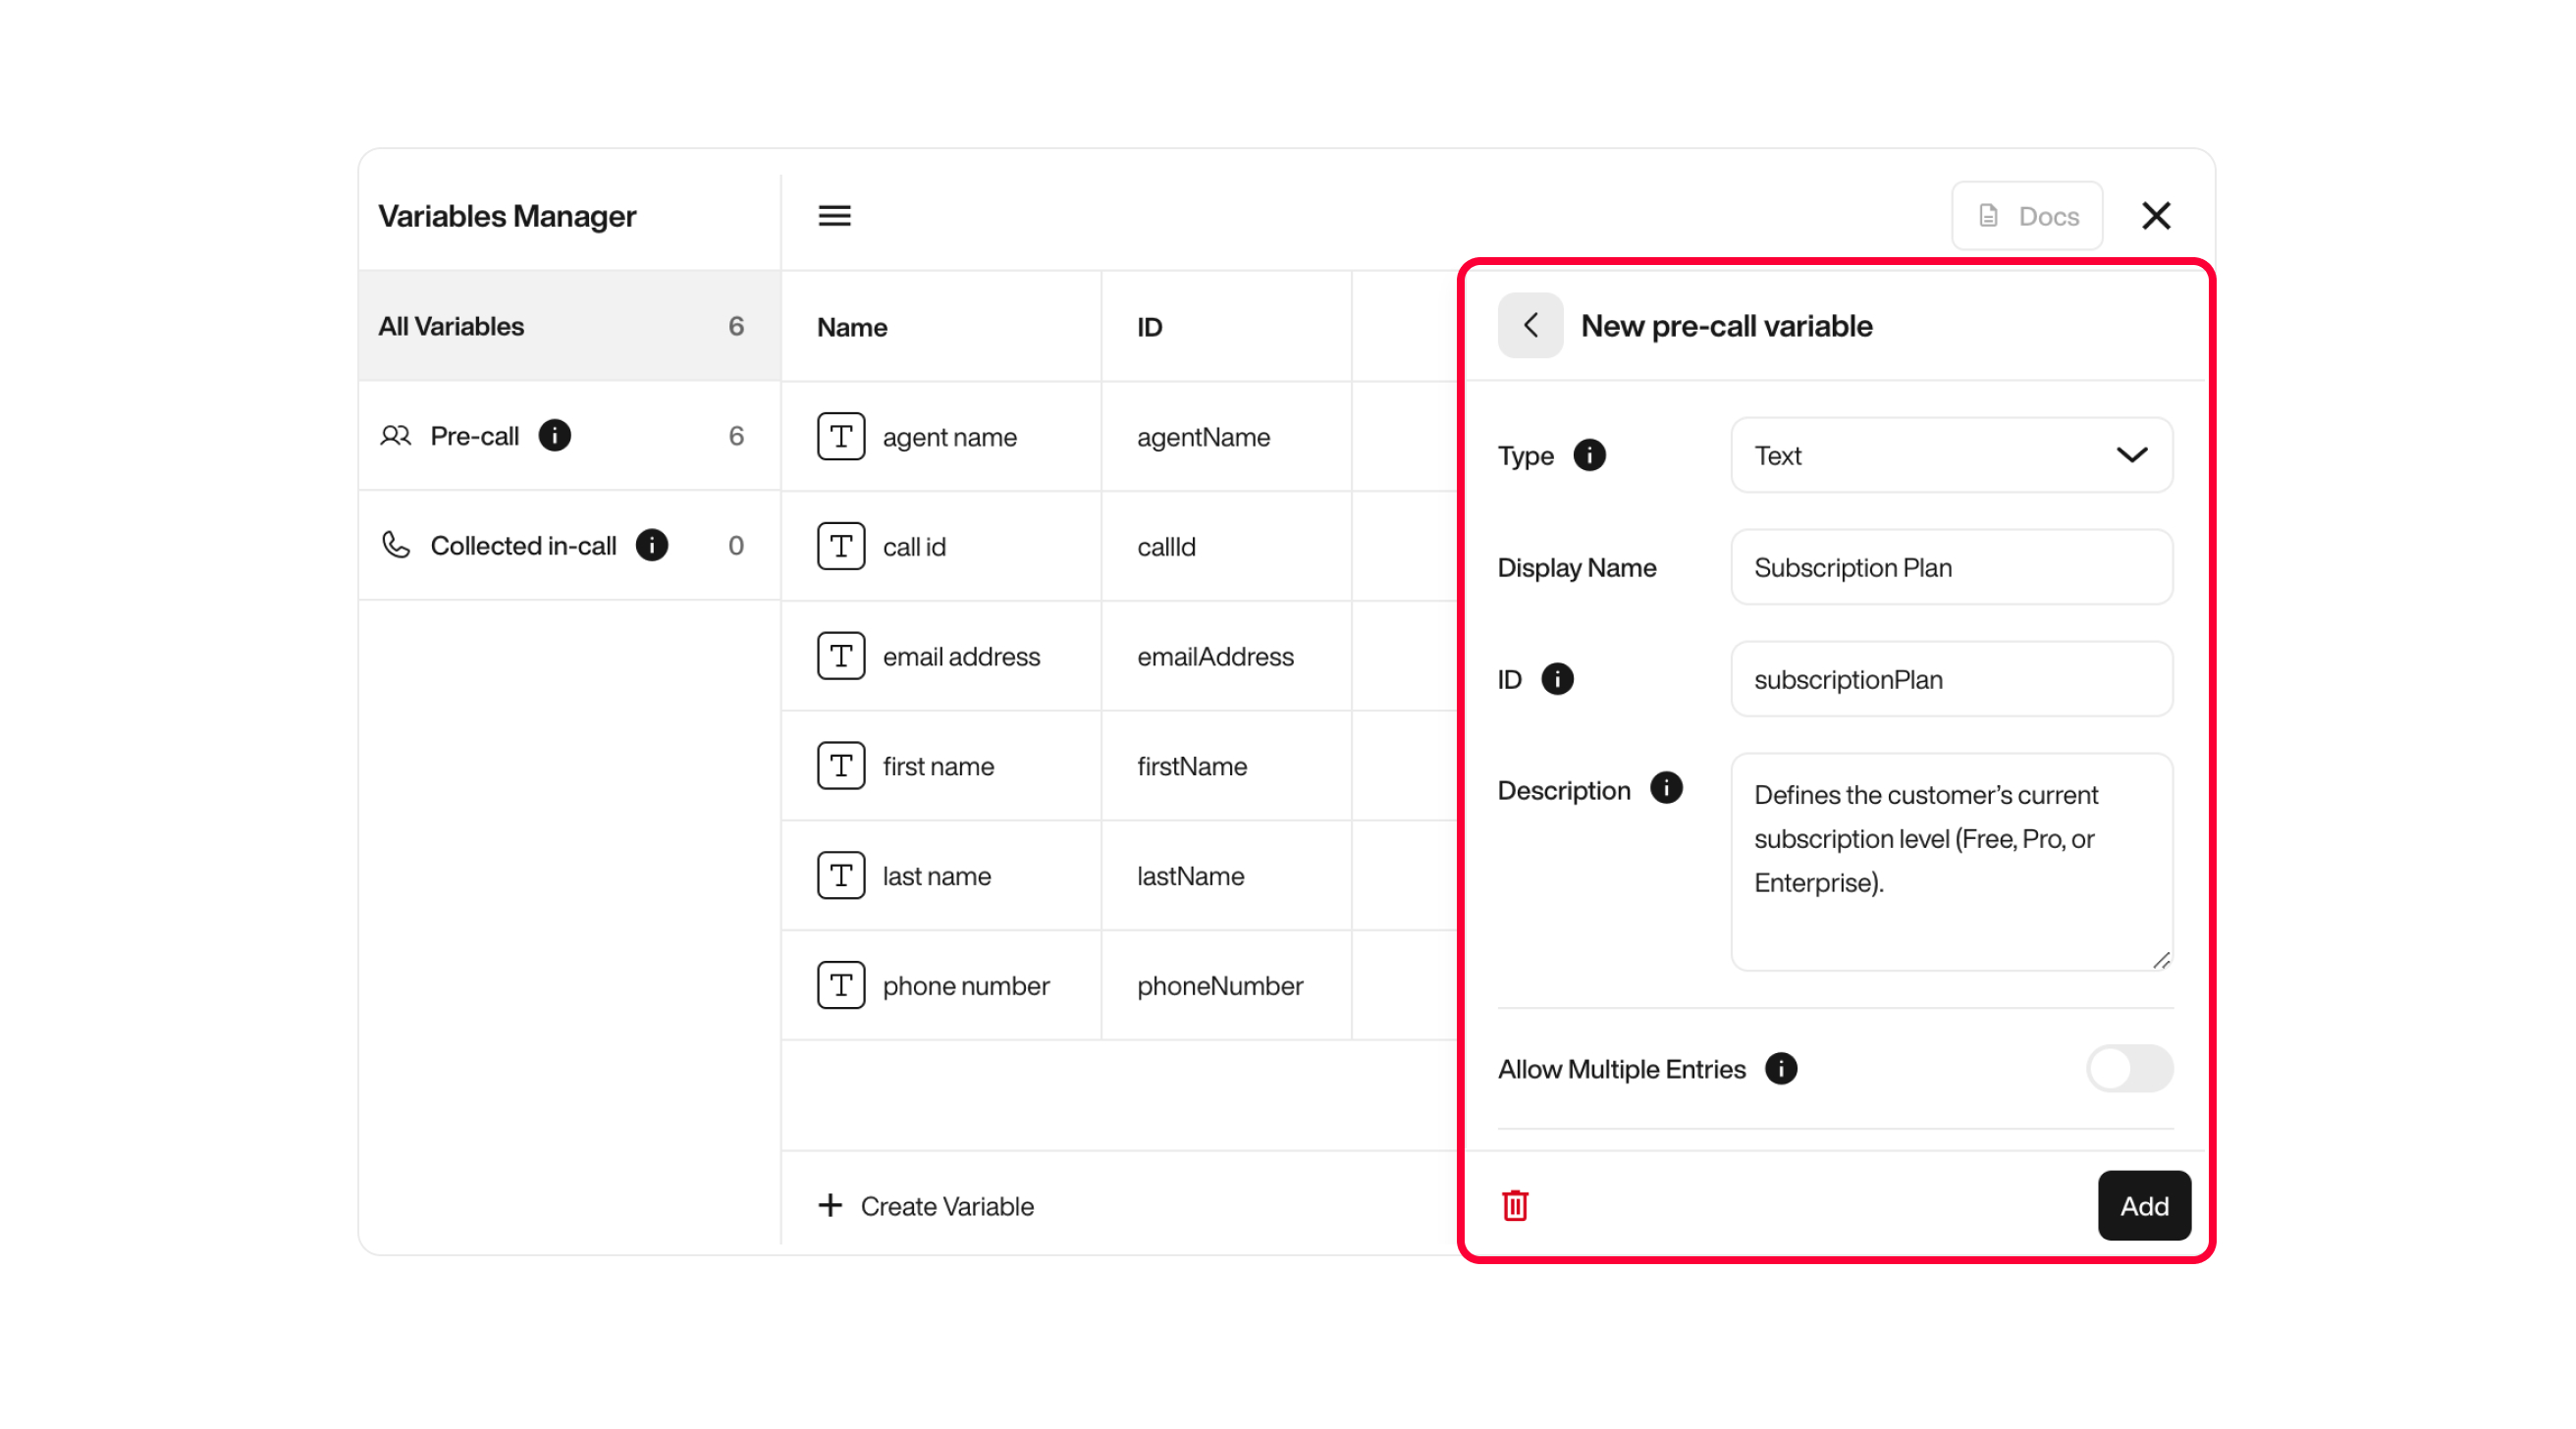 Variables Manager
Docs
All Variables 6
Pre-call 6
Collected in-call 0
Name ID
agent name agentName
call id callId
email address emailAddress
first name firstName
last name lastName
phone number phoneNumber
Create Variable
New pre-call variable
Type Text
Display Name Subscription Plan
ID subscriptionPlan
Description Defines the customer’s current
subscription level (Free, Pro, or
Enterprise).
Allow Multiple Entries
Add